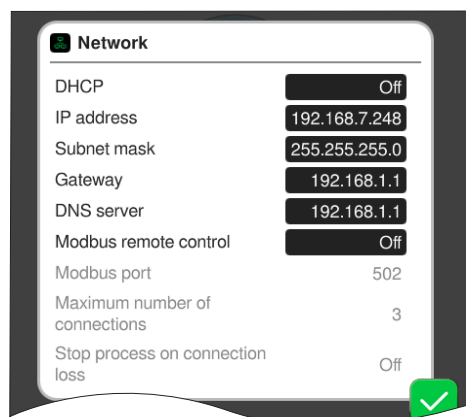 Network
DHCP Off
IP address 192.168.7.248
Subnet mask 255.255.255.0
Gateway 192.168.1.1
DNS server 192.168.1.1
Modbus remote control Off
Modbus port 502
Maximum number of
connections 3
Stop process on connection
loss Off